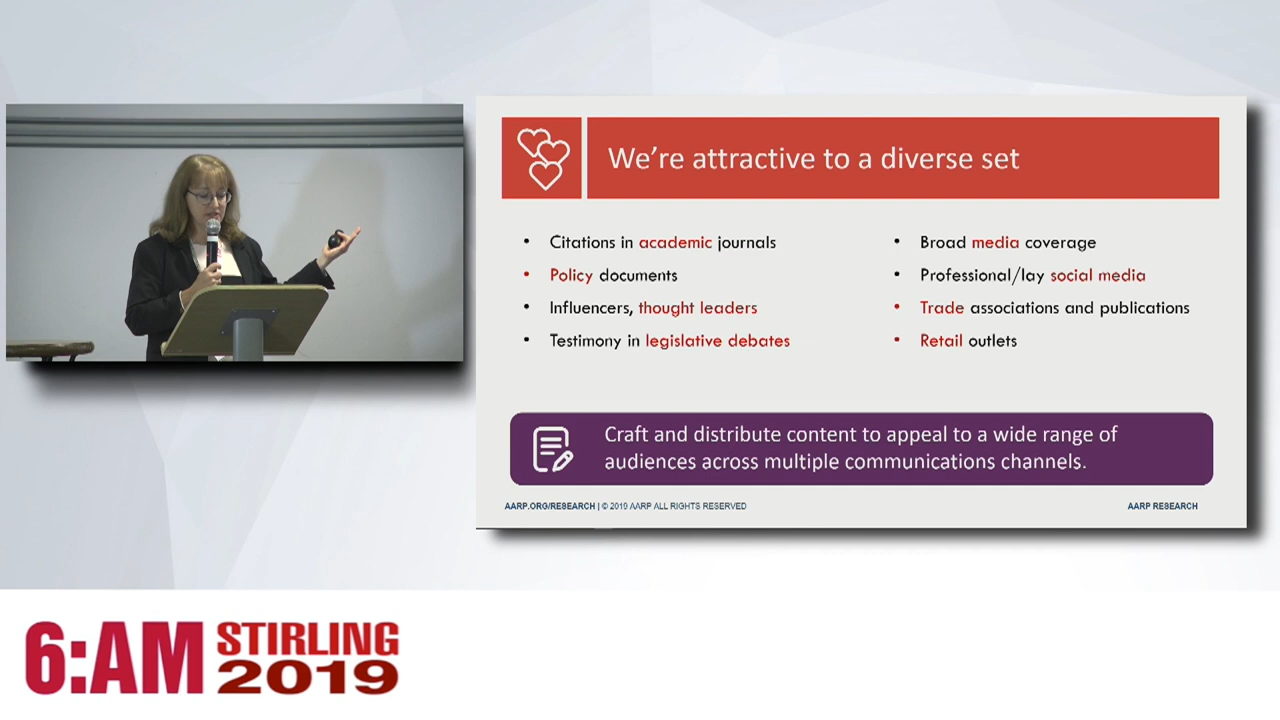 We're attractive to a diverse set
• Citations in academic journals
• Policy documents
• Influencers, thought leaders
• Testimony in legislative debates
• Broad media coverage
• Professional/lay social media
• Trade associations and publications
• Retail outlets
Craft and distribute content to appeal to a wide range of
audiences across multiple communications channels.
AARP.ORG/RESEARCH | © 2019 AARP ALL RIGHTS RESERVED
AARP RESEARCH
6:AM STIRLING
2019